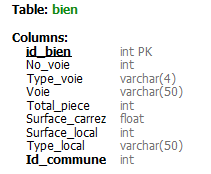 Table: bien
Columns:
id_bien int PK
No_voie int
Type_voie varchar(4)
Voie varchar(50)
Total_piece int
Surface_carrez float
Surface_local int
Type_local varchar(50)
Id_commune int